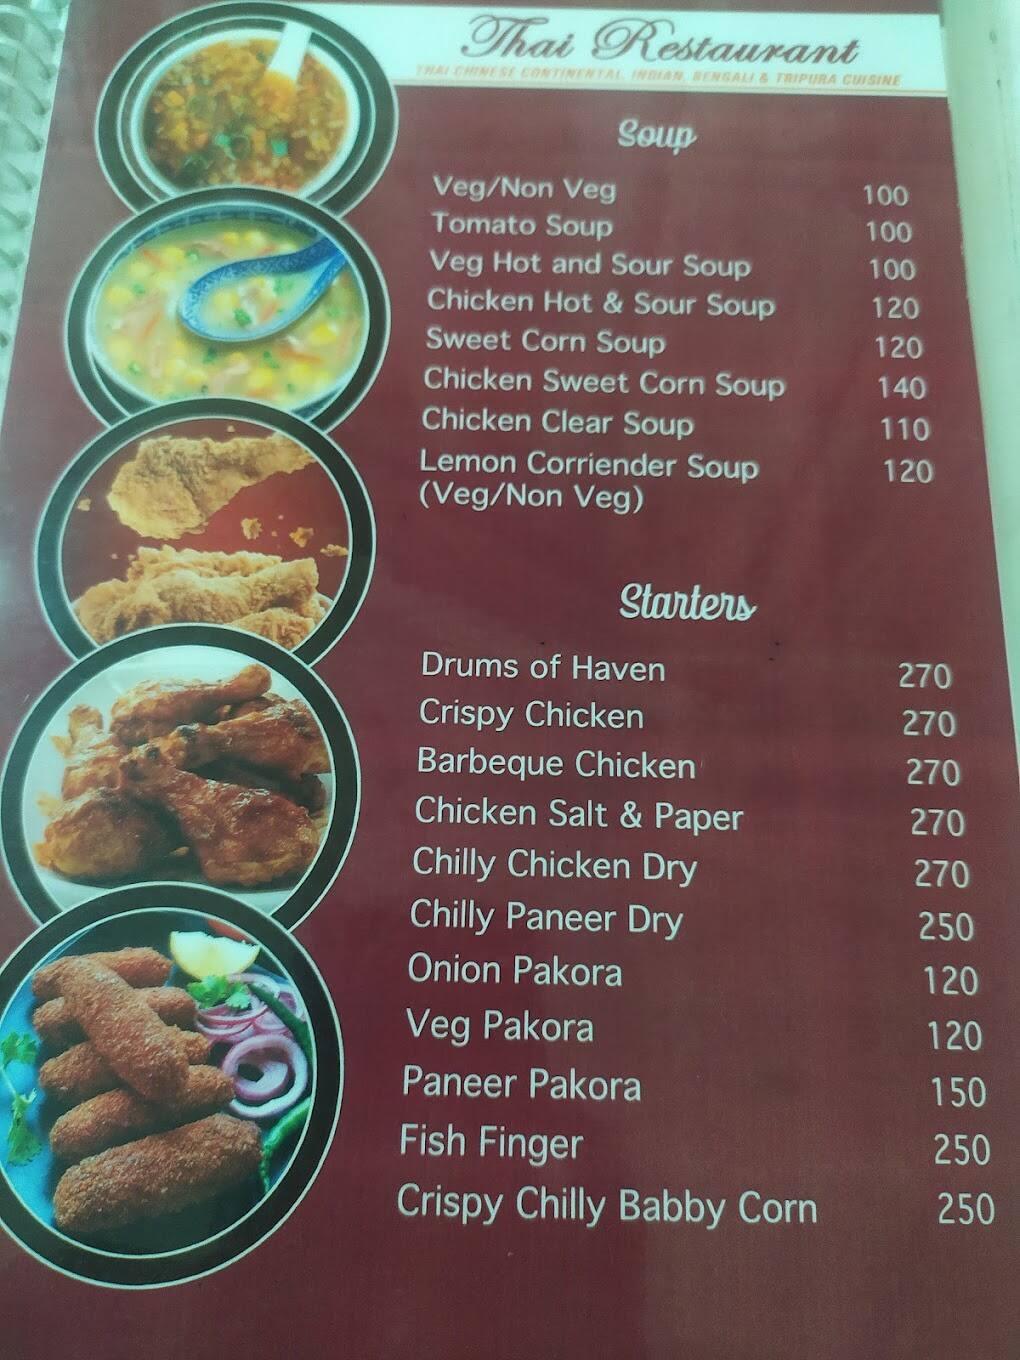 Thai Restaurant
THAI CHINESE CONTINENTAL, INDIAN, BENGALI & TRIPURA CUISINE
Soup
Veg/Non Veg 100
Tomato Soup 100
Veg Hot and Sour Soup 100
Chicken Hot & Sour Soup 120
Sweet Corn Soup 120
Chicken Sweet Corn Soup 140
Chicken Clear Soup 110
Lemon Corriender Soup 120
(Veg/Non Veg)
Starters
Drums of Haven 270
Crispy Chicken 270
Barbeque Chicken 270
Chicken Salt & Paper 270
Chilly Chicken Dry 270
Chilly Paneer Dry 250
Onion Pakora 120
Veg Pakora 120
Paneer Pakora 150
Fish Finger 250
Crispy Chilly Babby Corn 250